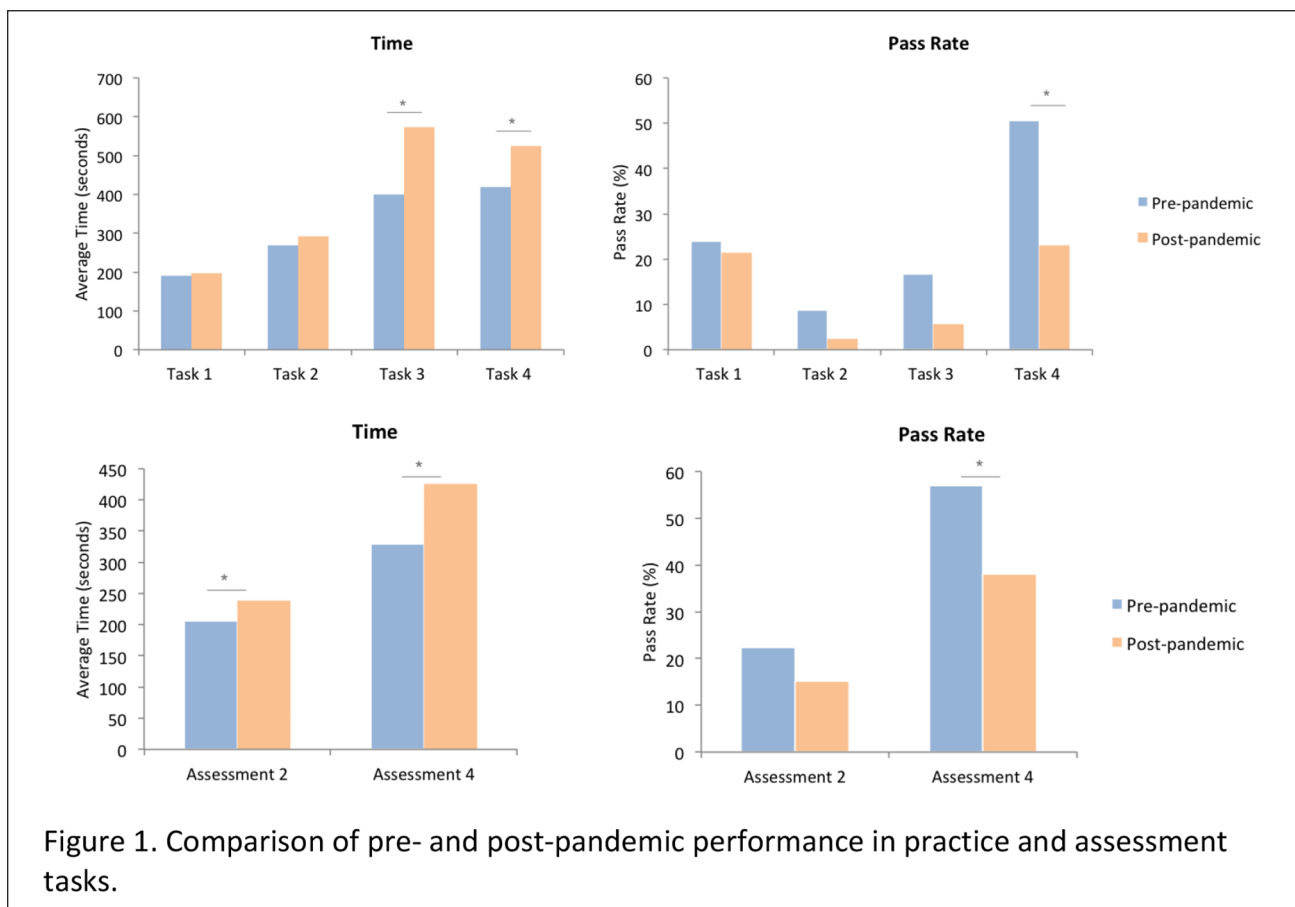 Time
Average Time (seconds)
700
600
500
400
300
200
100
0
*
*
Task 1 Task 2 Task 3 Task 4
Pass Rate
Pass Rate (%)
60
50
40
30
20
10
0
*
Task 1 Task 2 Task 3 Task 4
Pre-pandemic
Post-pandemic
Time
Average Time (seconds)
450
400
350
300
250
200
150
100
50
0
*
*
Assessment 2 Assessment 4
Pass Rate
Pass Rate (%)
60
50
40
30
20
10
0
*
Assessment 2 Assessment 4
Pre-pandemic
Post-pandemic
Figure 1. Comparison of pre- and post-pandemic performance in practice and assessment
tasks.